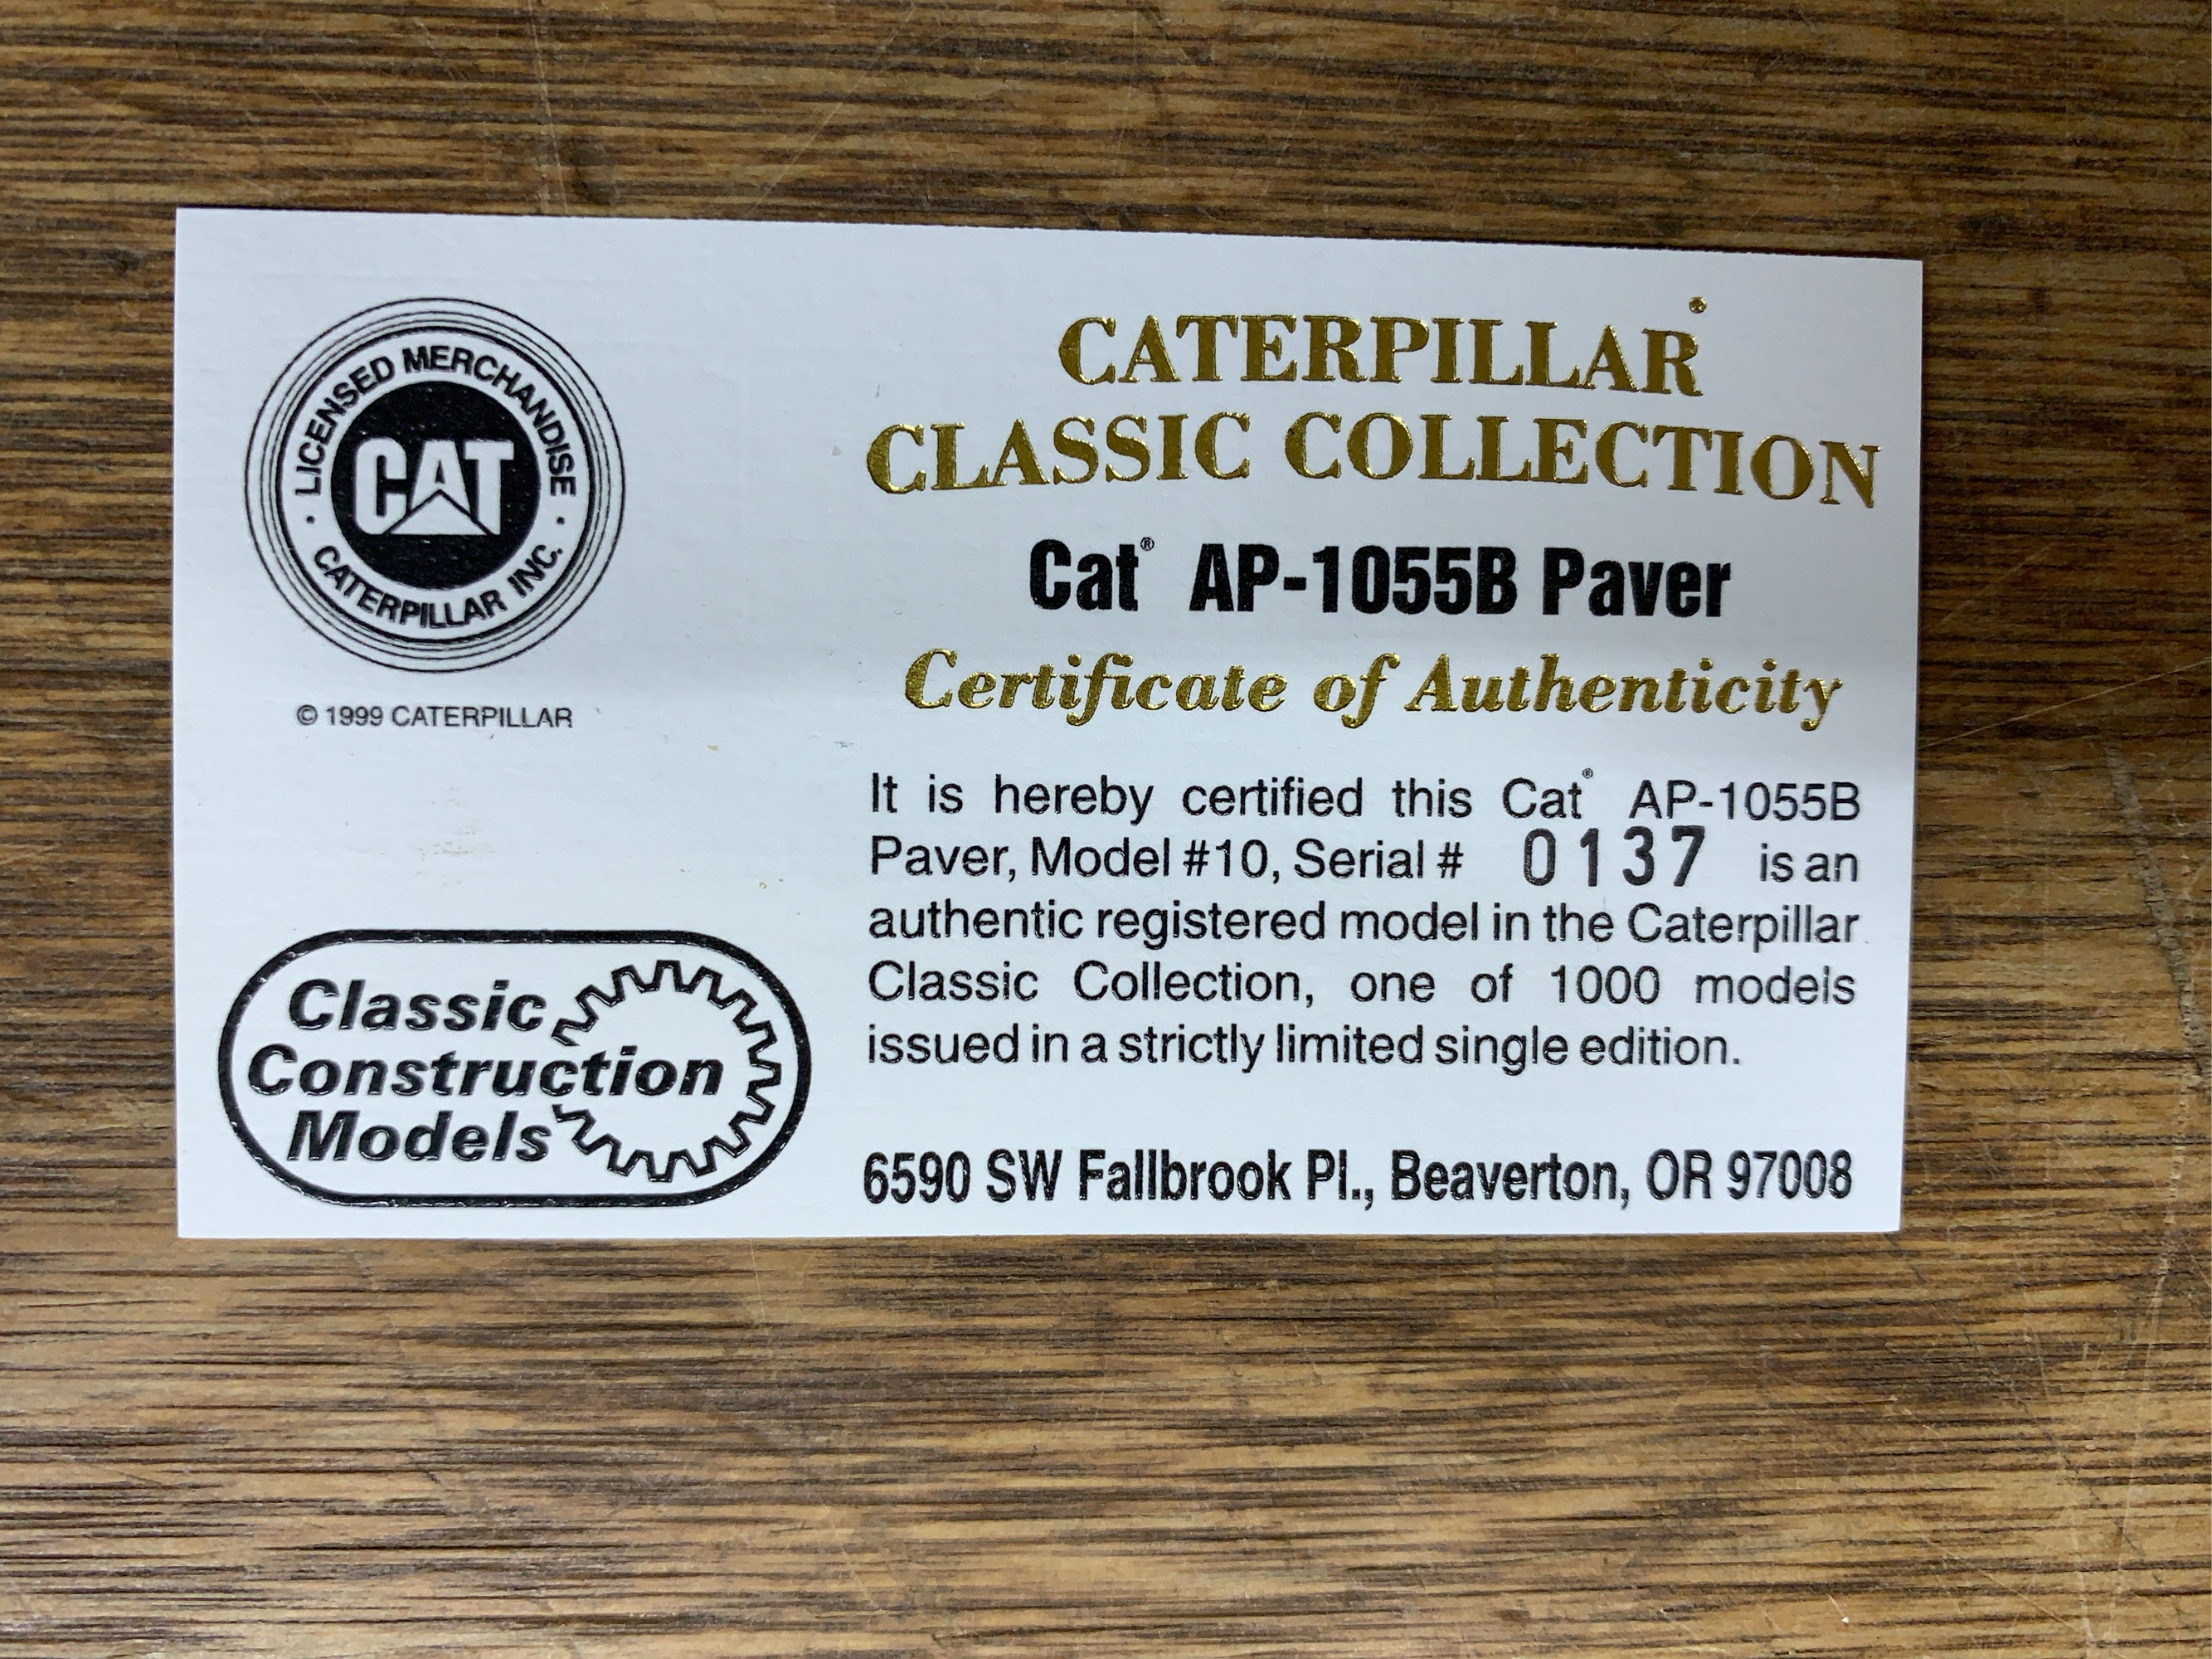 · LICENSED MERCHANDISE ·
CAT
CATERPILLAR INC.
© 1999 CATERPILLAR
CATERPILLAR®
CLASSIC COLLECTION
Cat® AP-1055B Paver
Certificate of Authenticity
It is hereby certified this Cat® AP-1055B
Paver, Model #10, Serial # 0137 is an
authentic registered model in the Caterpillar
Classic Collection, one of 1000 models
issued in a strictly limited single edition.
Classic
Construction
Models
6590 SW Fallbrook Pl., Beaverton, OR 97008